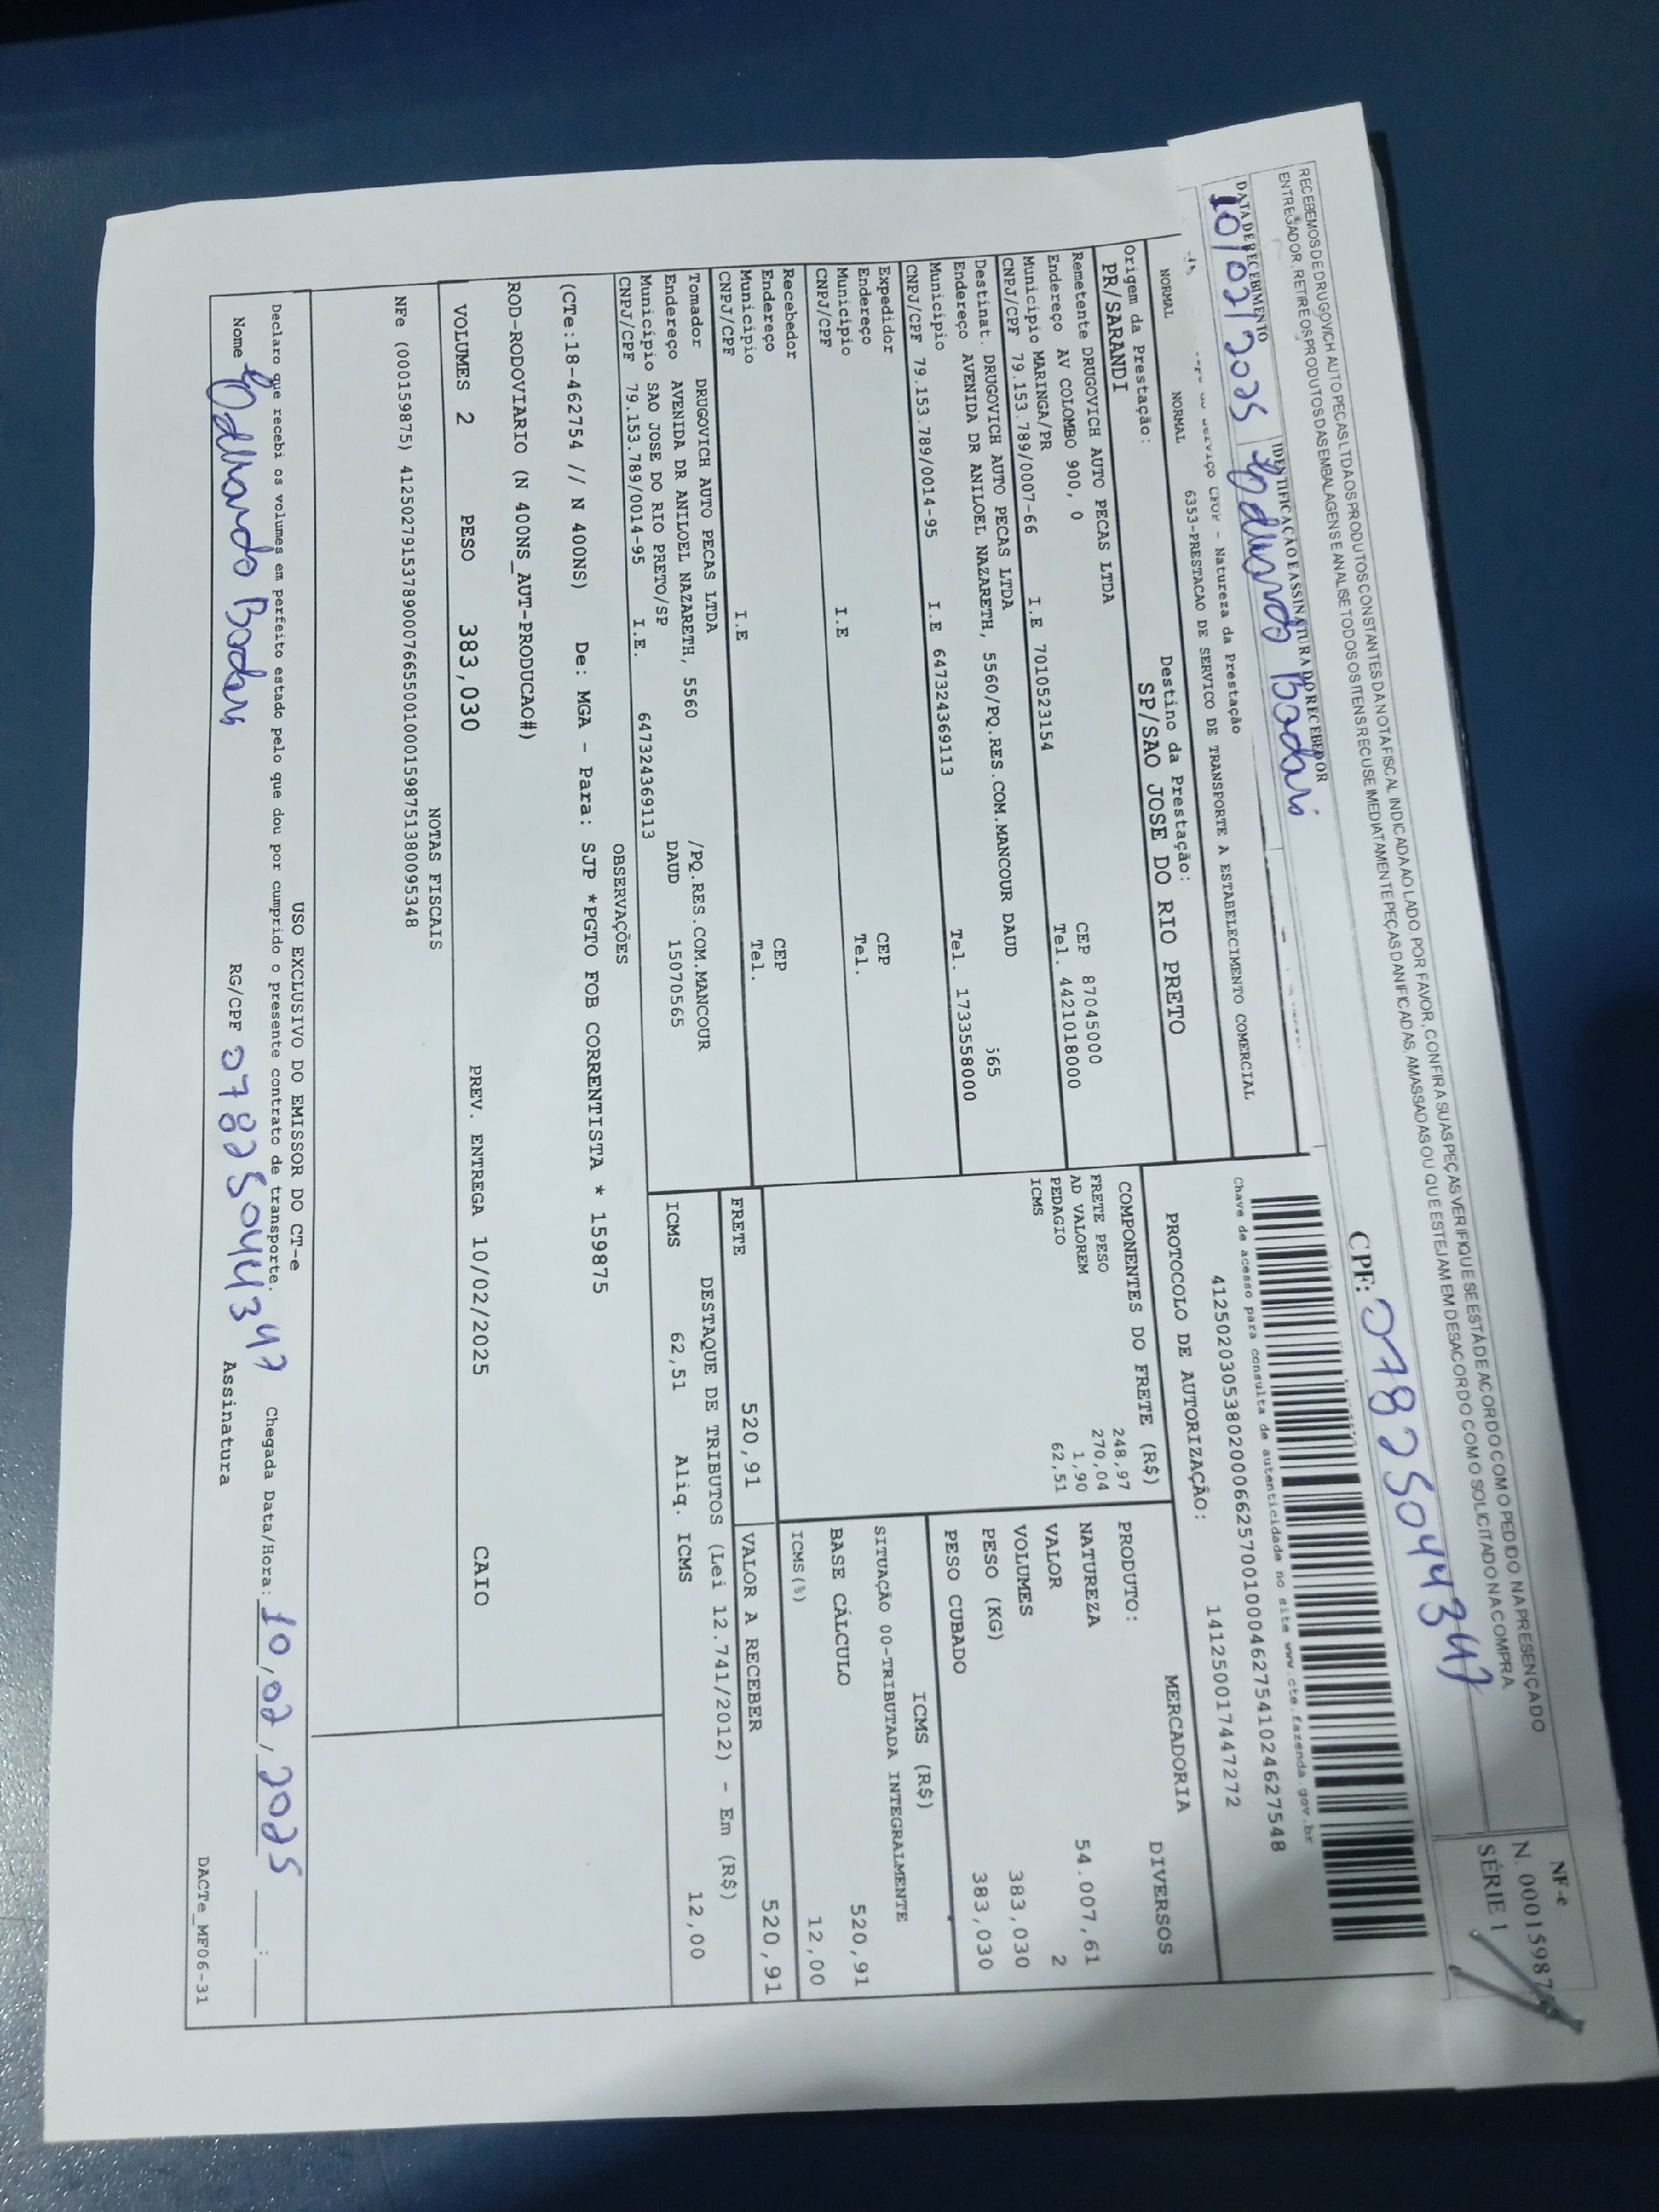 RECEBEMOS DE DRUGOVICH AUTO PEÇAS LTDA OS PRODUTOS CONSTANTES DA NOTA FISCAL INDICADA AO LADO. POR FAVOR, CONFIRA SUAS PEÇAS VERIFIQUE SE ESTÁ DE ACORDO COM O PEDIDO NA PRESENÇA DO
ENTREGADOR, RETIRE OS PRODUTOS DAS EMBALAGENS E ANALISE TODOS OS ITENS RECUSE IMEDIATAMENTE PEÇAS DANIFICADAS, AMASSADAS OU QUE ESTEJAM EM DESACORDO COM O SOLICITADO NA COMPRA
NF-e
N. 00015987
SÉRIE 1
DATA DE RECEBIMENTO
IDENTIFICAÇÃO E ASSINATURA DO RECEBEDOR
10/02/2025
CPF: 07825044347
NORMAL
NORMAL
CFOP - Natureza da Prestação
6353-PRESTACAO DE SERVICO DE TRANSPORTE A ESTABELECIMENTO COMERCIAL
Chave de acesso para consulta de autenticidade no site www.cte.fazenda.gov.br
41250203053802000662570010004627541024627548
PROTOCOLO DE AUTORIZAÇÃO:
141250017447272
Origem da Prestação:
PR/SARANDI
Destino da Prestação:
SP/SAO JOSE DO RIO PRETO
Remetente DRUGOVICH AUTO PECAS LTDA
Endereço AV COLOMBO 900, 0
CEP 87045000
Município MARINGA/PR
Tel. 4421018000
CNPJ/CPF 79.153.789/0007-66 I.E 7010523154
Destinat. DRUGOVICH AUTO PECAS LTDA
Endereço AVENIDA DR ANILOEL NAZARETH, 5560/PQ.RES.COM.MANCOUR DAUD
565
Município
Tel. 1733558000
CNPJ/CPF 79.153.789/0014-95 I.E 647324369113
Expedidor
Endereço
CEP
Município
Tel.
CNPJ/CPF
I.E
Recebedor
Endereço
CEP
Município
Tel.
CNPJ/CPF
I.E
Tomador DRUGOVICH AUTO PECAS LTDA
Endereço AVENIDA DR ANILOEL NAZARETH, 5560
/PQ.RES.COM.MANCOUR
DAUD
Município SAO JOSE DO RIO PRETO/SP
15070565
CNPJ/CPF 79.153.789/0014-95 I.E. 647324369113
COMPONENTES DO FRETE (R$)
FRETE PESO 248,97
AD VALOREM 270,04
PEDAGIO 1,90
ICMS 62,51
MERCADORIA
PRODUTO: DIVERSOS
NATUREZA
VALOR 54.007,61
VOLUMES 2
PESO (KG) 383,030
PESO CUBADO 383,030
ICMS (R$)
SITUAÇÃO 00-TRIBUTADA INTEGRALMENTE
BASE CÁLCULO 520,91
ICMS(%) 12,00
FRETE 520,91
VALOR A RECEBER 520,91
DESTAQUE DE TRIBUTOS (Lei 12.741/2012) - Em (R$)
ICMS 62,51 Aliq. ICMS 12,00
OBSERVAÇÕES
(CTe:18-462754 // N 400NS) De: MGA - Para: SJP *PGTO FOB CORRENTISTA * 159875
ROD-RODOVIARIO (N 400NS_AUT-PRODUCAO#)
VOLUMES 2 PESO 383,030 PREV. ENTREGA 10/02/2025 CAIO
NOTAS FISCAIS
NFe (000159875) 41250279153789000766550010001598751380095348
USO EXCLUSIVO DO EMISSOR DO CT-e
Declaro que recebi os volumes em perfeito estado pelo que dou por cumprido o presente contrato de transporte.
Chegada Data/Hora: 10/02/2025 :
Nome
RG/CPF 07825044347
Assinatura
DACTe_MF06-31